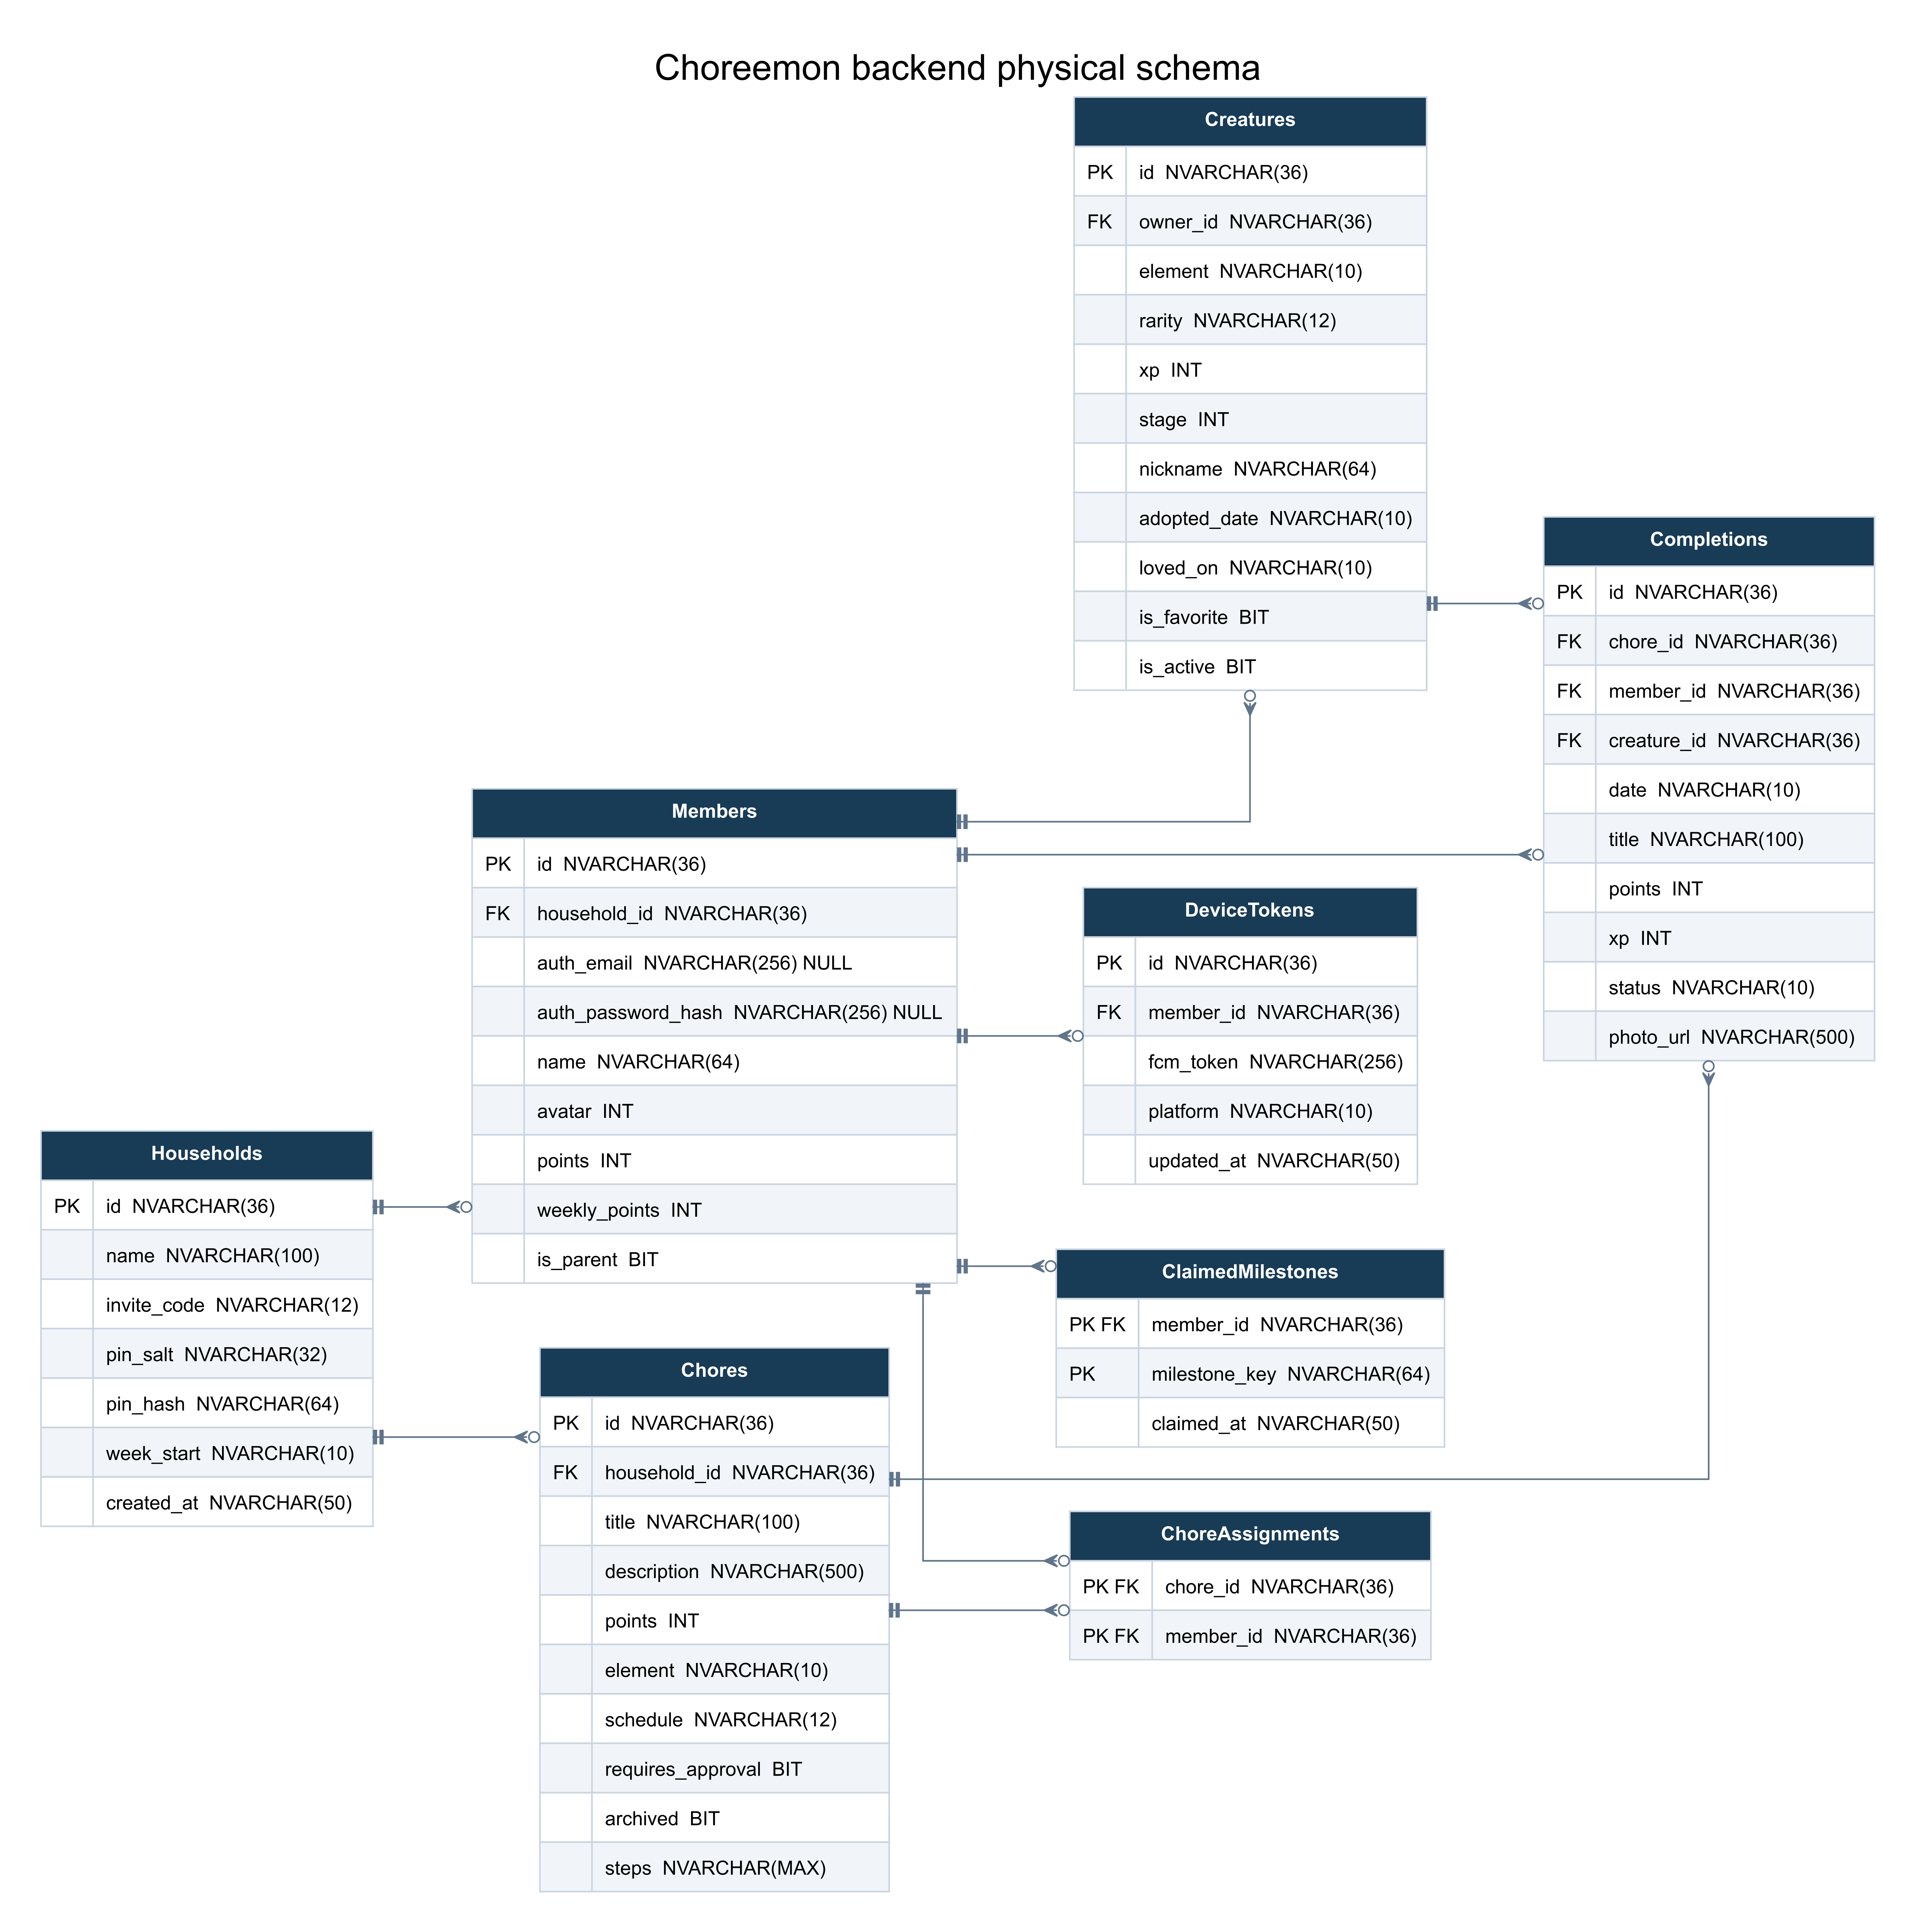 Choreemon backend physical schema
Creatures
PK id NVARCHAR(36)
FK owner_id NVARCHAR(36)
element NVARCHAR(10)
rarity NVARCHAR(12)
xp INT
stage INT
nickname NVARCHAR(64)
adopted_date NVARCHAR(10)
loved_on NVARCHAR(10)
is_favorite BIT
is_active BIT
Completions
PK id NVARCHAR(36)
FK chore_id NVARCHAR(36)
FK member_id NVARCHAR(36)
FK creature_id NVARCHAR(36)
date NVARCHAR(10)
title NVARCHAR(100)
points INT
xp INT
status NVARCHAR(10)
photo_url NVARCHAR(500)
Members
PK id NVARCHAR(36)
FK household_id NVARCHAR(36)
auth_email NVARCHAR(256) NULL
auth_password_hash NVARCHAR(256) NULL
name NVARCHAR(64)
avatar INT
points INT
weekly_points INT
is_parent BIT
DeviceTokens
PK id NVARCHAR(36)
FK member_id NVARCHAR(36)
fcm_token NVARCHAR(256)
platform NVARCHAR(10)
updated_at NVARCHAR(50)
Households
PK id NVARCHAR(36)
name NVARCHAR(100)
invite_code NVARCHAR(12)
pin_salt NVARCHAR(32)
pin_hash NVARCHAR(64)
week_start NVARCHAR(10)
created_at NVARCHAR(50)
ClaimedMilestones
PK FK member_id NVARCHAR(36)
PK milestone_key NVARCHAR(64)
claimed_at NVARCHAR(50)
Chores
PK id NVARCHAR(36)
FK household_id NVARCHAR(36)
title NVARCHAR(100)
description NVARCHAR(500)
points INT
element NVARCHAR(10)
schedule NVARCHAR(12)
requires_approval BIT
archived BIT
steps NVARCHAR(MAX)
ChoreAssignments
PK FK chore_id NVARCHAR(36)
PK FK member_id NVARCHAR(36)